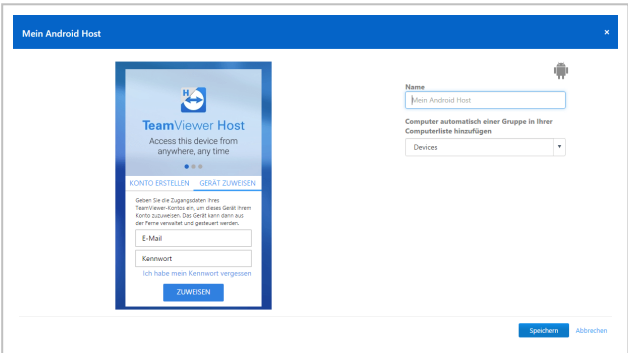 Mein Android Host
×
H
TeamViewer Host
Access this device from
anywhere, any time
KONTO ERSTELLEN GERÄT ZUWEISEN
Geben Sie die Zugangsdaten Ihres
TeamViewer-Kontos ein, um dieses Gerät Ihrem
Konto zuzuweisen. Das Gerät kann dann aus
der Ferne verwaltet und gesteuert werden.
E-Mail
Kennwort
Ich habe mein Kennwort vergessen
ZUWEISEN
Name
Mein Android Host
Computer automatisch einer Gruppe in Ihrer
Computerliste hinzufügen
Devices
Speichern Abbrechen